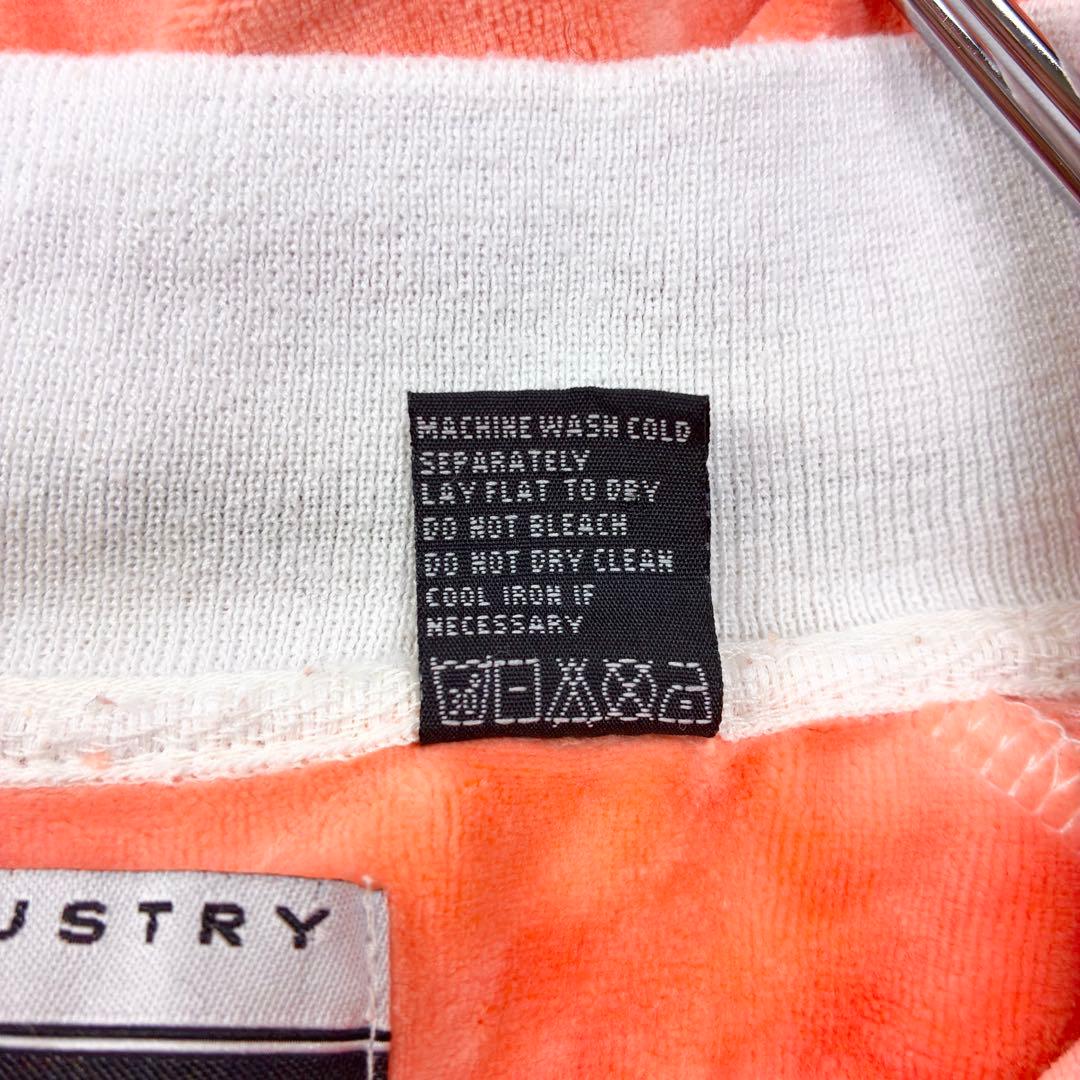 MACHINE WASH COLD
SEPARATELY
LAY FLAT TO DRY
DO NOT BLEACH
DO NOT DRY CLEAN
COOL IRON IF
NECESSARY
30
USTRY